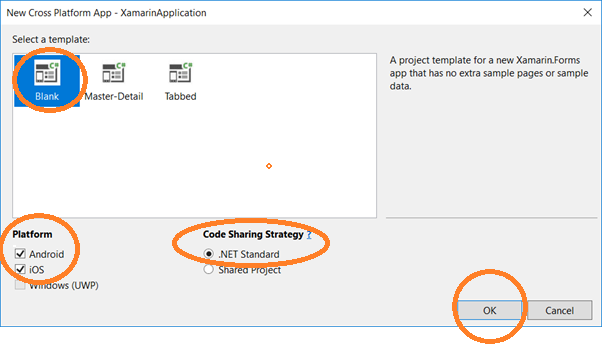 New Cross Platform App - XamarinApplication
Select a template:
C#
C#
C#
Blank
Master-Detail
Tabbed
A project template for a new Xamarin.Forms
app that has no extra sample pages or sample
data.
Platform
Android
iOS
Windows (UWP)
Code Sharing Strategy ?
.NET Standard
Shared Project
OK
Cancel